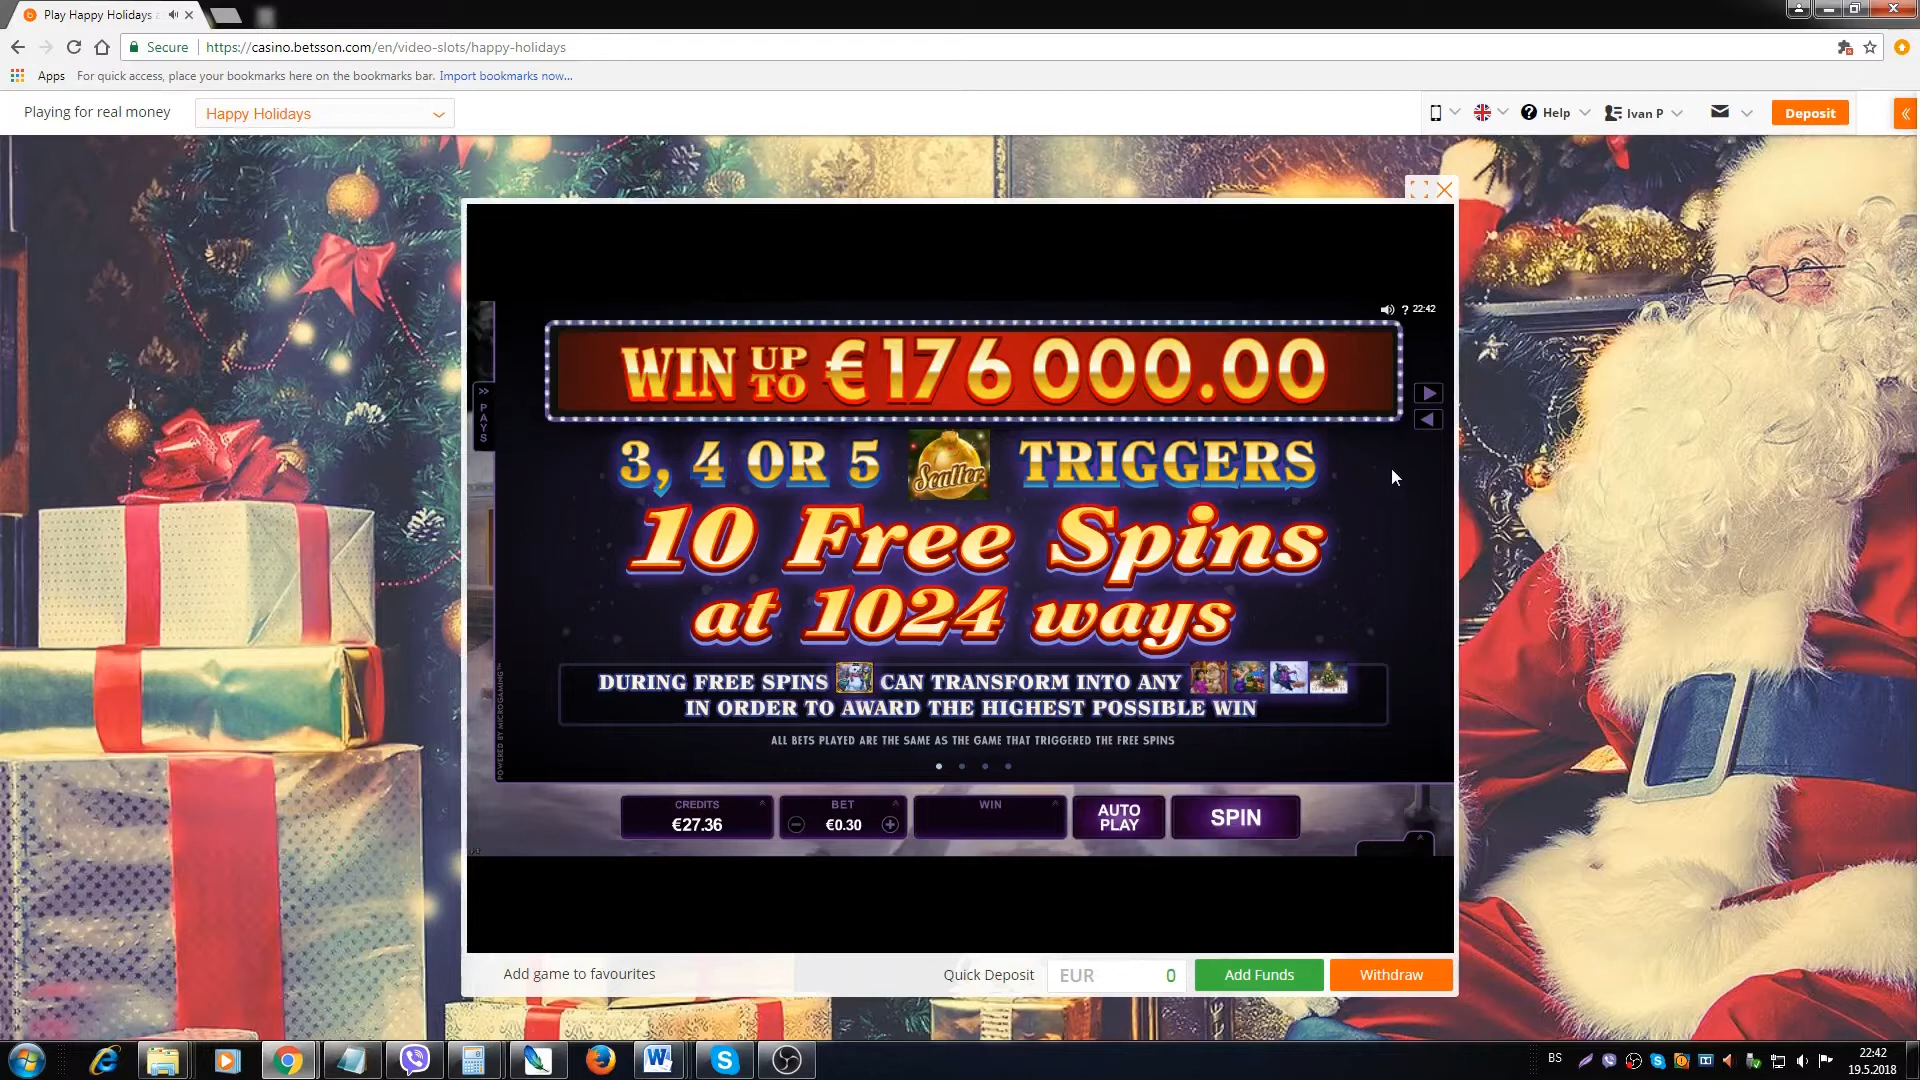 Play Happy Holidays
Secure
https://casino.betsson.com/en/video-slots/happy-holidays
Apps
For quick access, place your bookmarks here on the bookmarks bar. Import bookmarks now...
Playing for real money
Happy Holidays
Help
Ivan P
Deposit
? 22:42
WIN UP TO €176 000.00
PAYS
3, 4 OR 5 Scatter TRIGGERS
10 Free Spins
at 1024 ways
DURING FREE SPINS CAN TRANSFORM INTO ANY
IN ORDER TO AWARD THE HIGHEST POSSIBLE WIN
ALL BETS PLAYED ARE THE SAME AS THE GAME THAT TRIGGERED THE FREE SPINS
POWERED BY MICROGAMING™
CREDITS
€27.36
BET
€0.30
WIN
AUTO
PLAY
SPIN
Add game to favourites
Quick Deposit
EUR 0
Add Funds
Withdraw
BS
22:42
19.5.2018